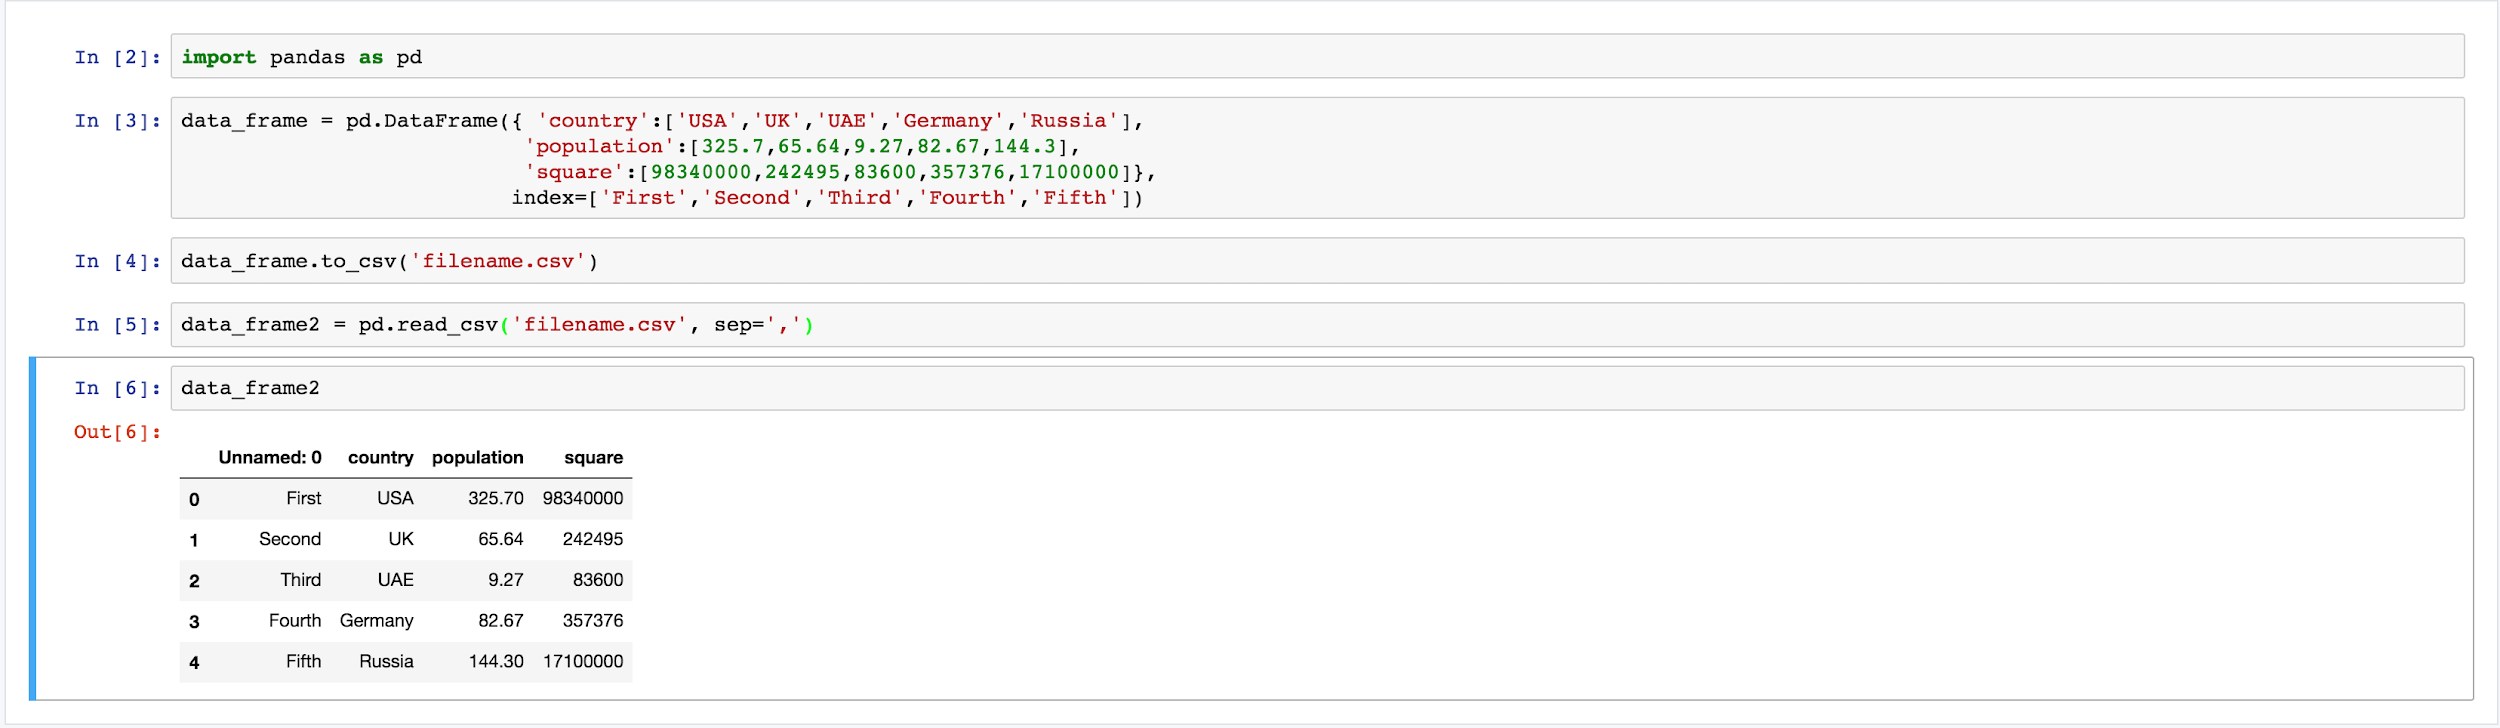 In [2]: import pandas as pd
In [3]: data_frame = pd.DataFrame({ 'country':['USA','UK','UAE','Germany','Russia'],
'population':[325.7,65.64,9.27,82.67,144.3],
'square':[98340000,242495,83600,357376,17100000]},
index=['First','Second','Third','Fourth','Fifth'])
In [4]: data_frame.to_csv('filename.csv')
In [5]: data_frame2 = pd.read_csv('filename.csv', sep=',')
In [6]: data_frame2
Out[6]:
Unnamed: 0 country population square
0 First USA 325.70 98340000
1 Second UK 65.64 242495
2 Third UAE 9.27 83600
3 Fourth Germany 82.67 357376
4 Fifth Russia 144.30 17100000